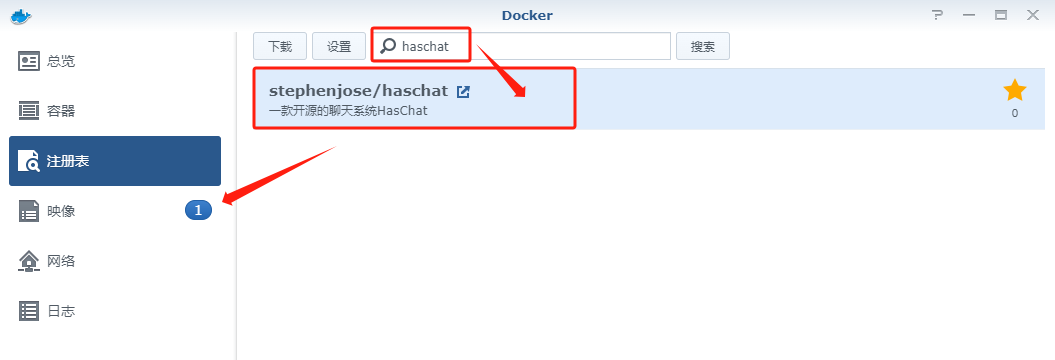 Docker
总览
容器
注册表
映像
1
网络
日志
下载
设置
haschat
搜索
stephenjose/haschat
一款开源的聊天系统HasChat
0